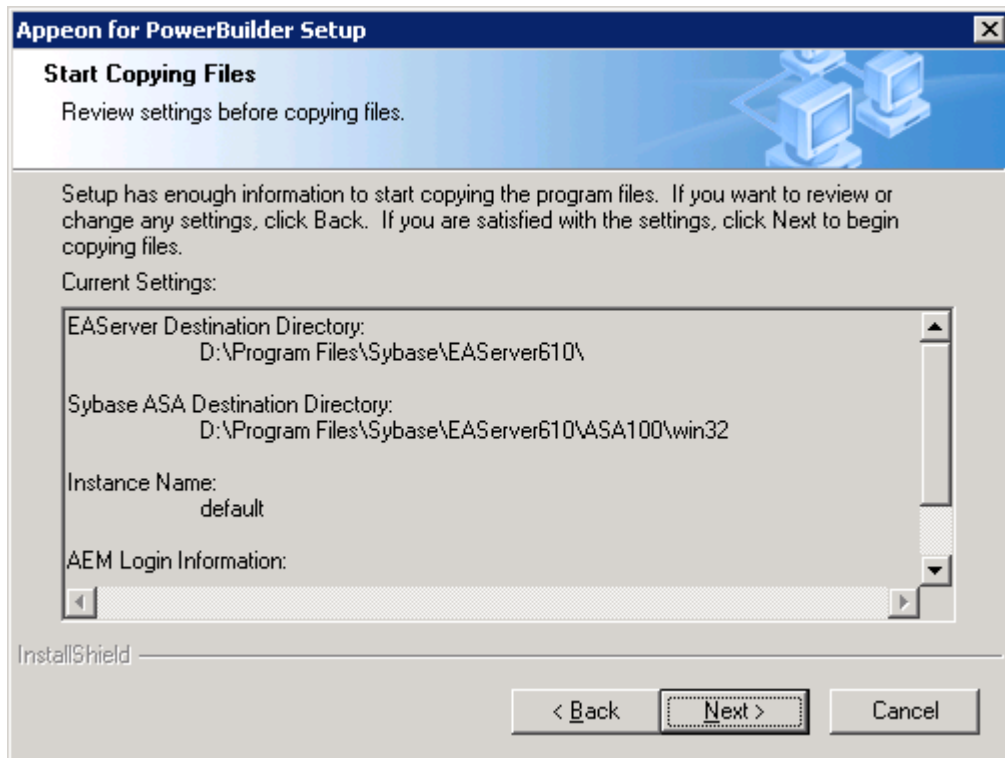 Appeon for PowerBuilder Setup
Start Copying Files
Review settings before copying files.
Setup has enough information to start copying the program files.  If you want to review or
change any settings, click Back.  If you are satisfied with the settings, click Next to begin
copying files.
Current Settings:
EAServer Destination Directory:
D:\Program Files\Sybase\EAServer610\
Sybase ASA Destination Directory:
D:\Program Files\Sybase\EAServer610\ASA100\win32
Instance Name:
default
AEM Login Information:
InstallShield
< Back
Next >
Cancel